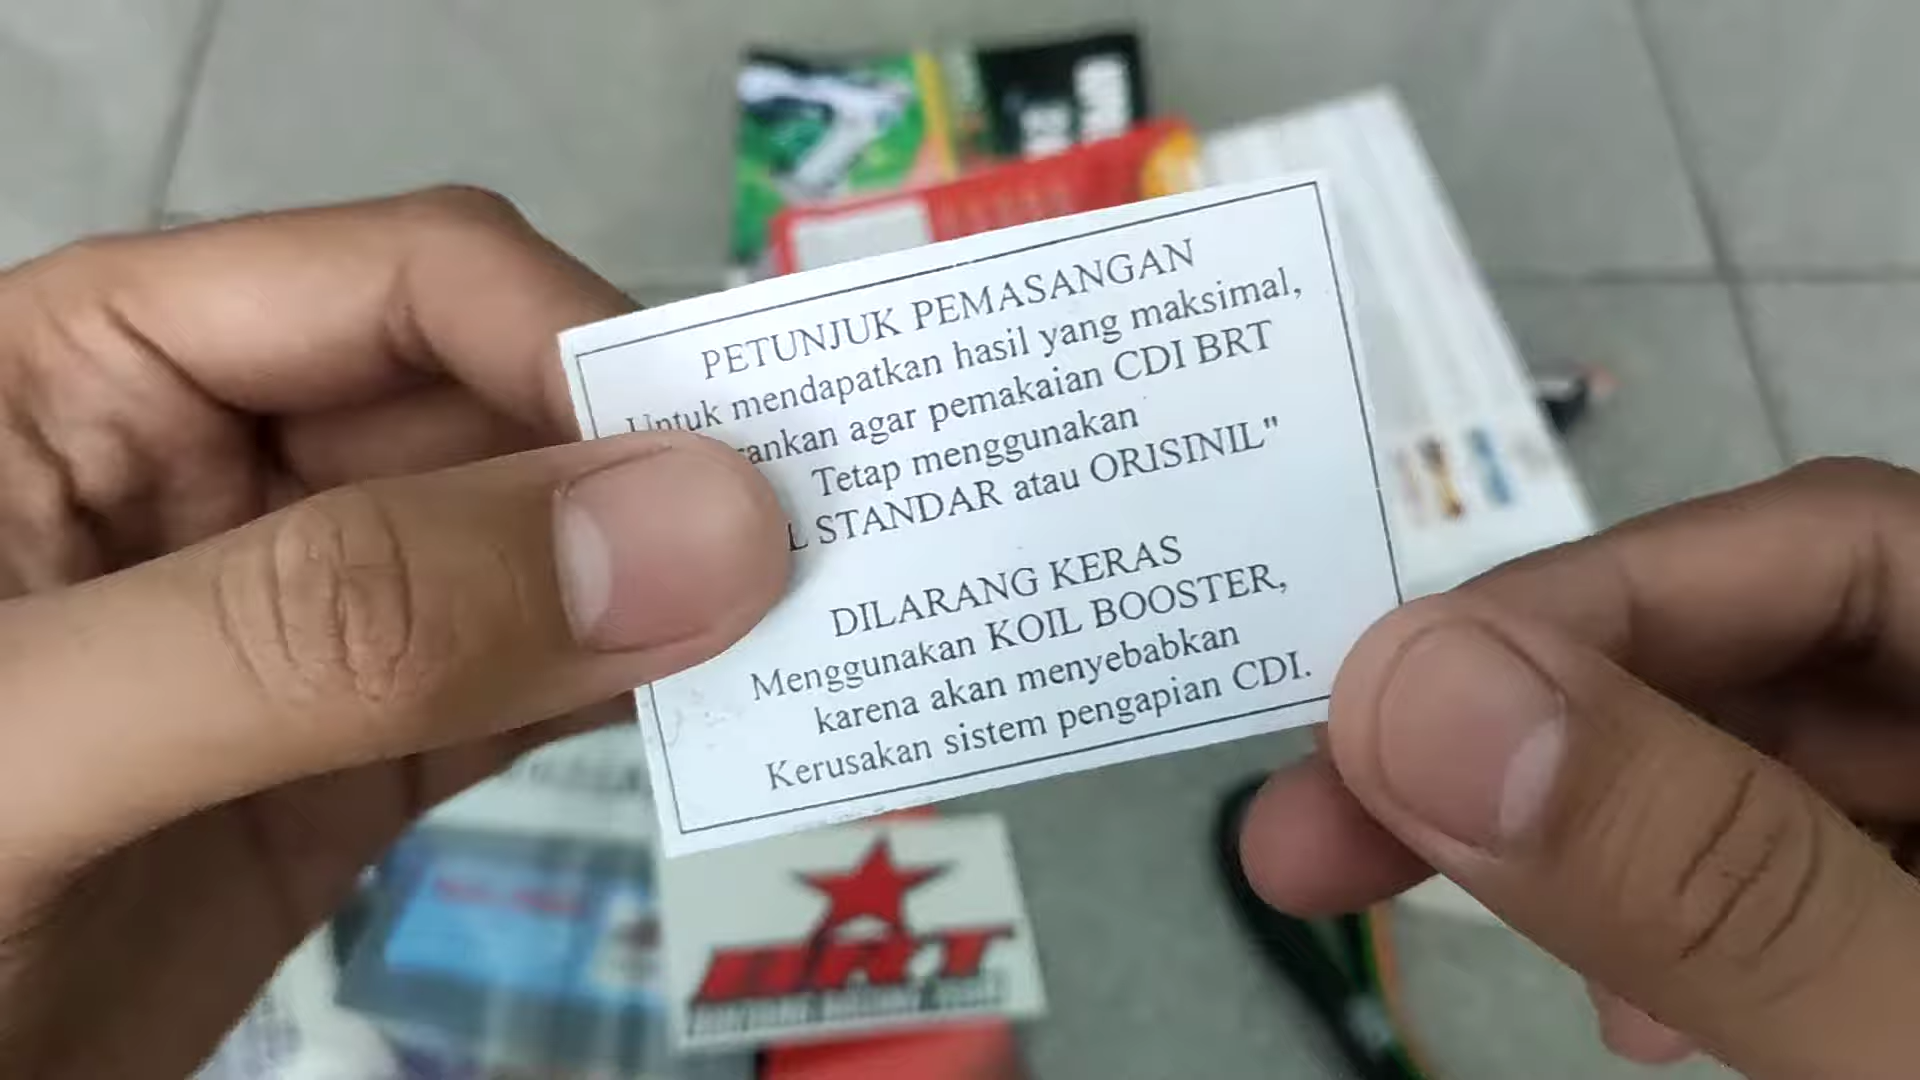 PETUNJUK PEMASANGAN
Untuk mendapatkan hasil yang maksimal,
agar pemakaian CDI BRT
Tetap menggunakan
STANDAR atau ORISINIL"
DILARANG KERAS
Menggunakan KOIL BOOSTER,
karena akan menyebabkan
Kerusakan sistem pengapian CDI.
BRT